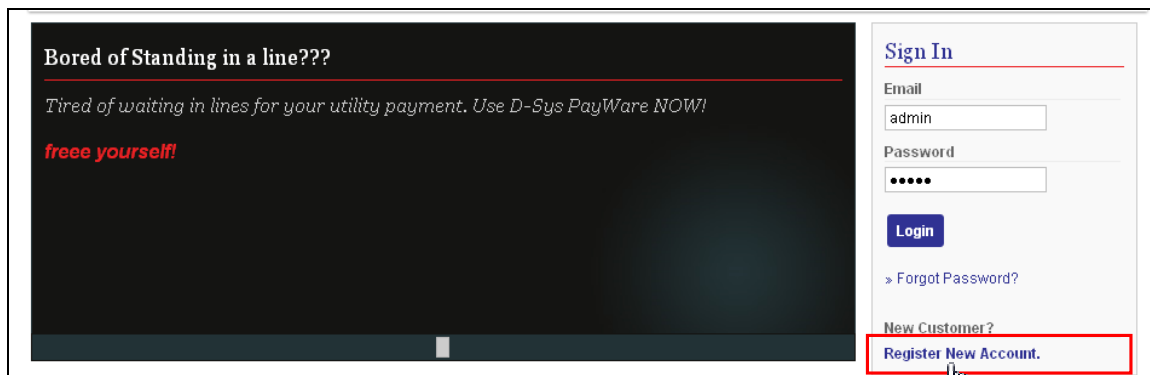 Bored of Standing in a line???
Tired of waiting in lines for your utility payment. Use D-Sys PayWare NOW!
freee yourself!
Sign In
Email
admin
Password
•••••
Login
» Forgot Password?
New Customer?
Register New Account.